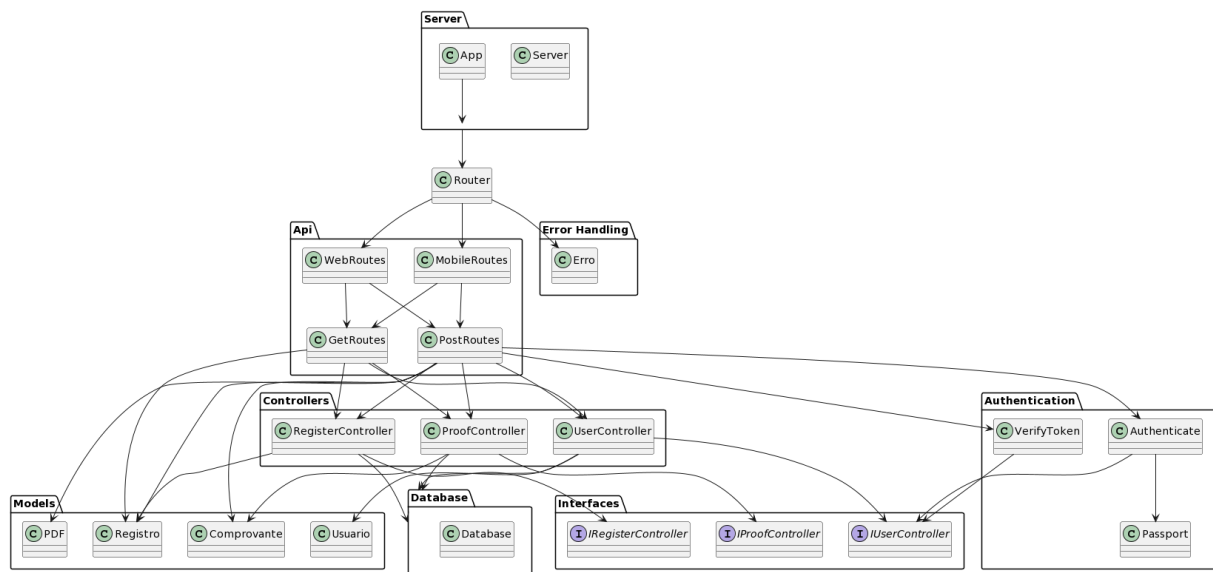 Server
C App
C Server
C Router
Api
Error Handling
C WebRoutes
C MobileRoutes
C Erro
C GetRoutes
C PostRoutes
Controllers
Authentication
C RegisterController
C ProofController
C UserController
C VerifyToken
C Authenticate
Models
Database
Interfaces
C PDF
C Registro
C Comprovante
C Usuario
C Database
I IRegisterController
I IProofController
I IUserController
C Passport